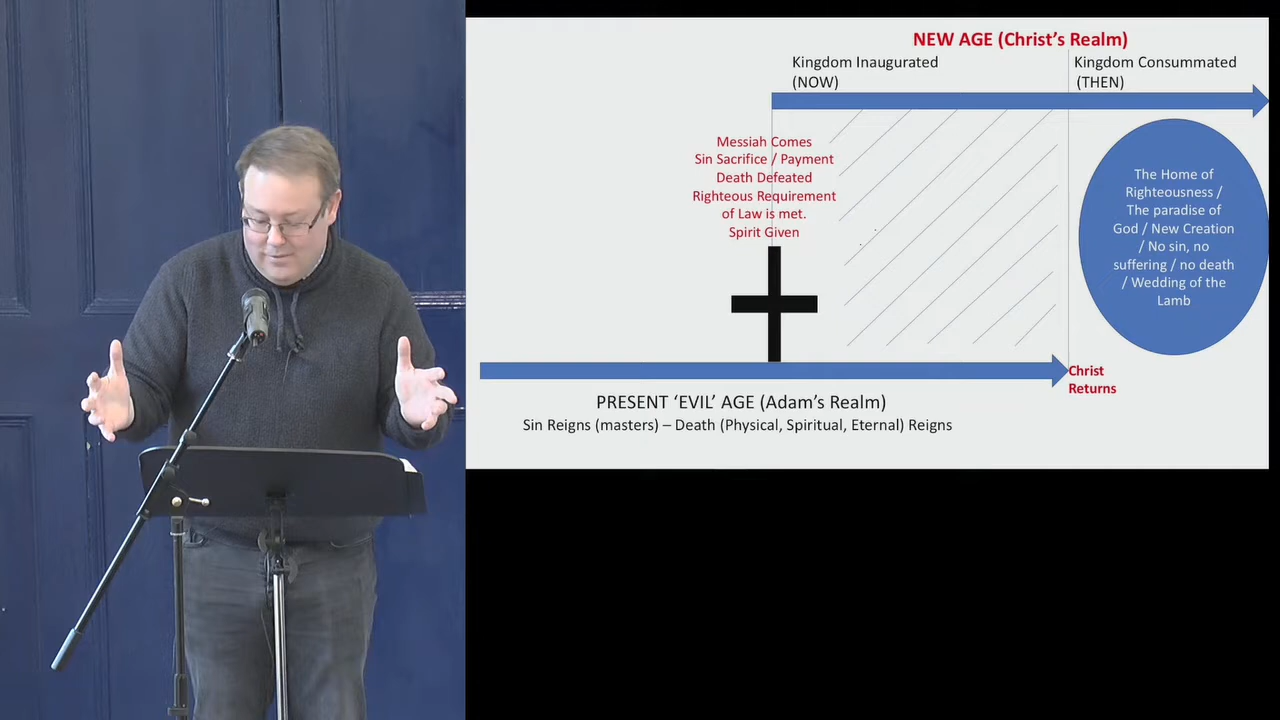 NEW AGE (Christ's Realm)
Kingdom Inaugurated
(NOW)
Kingdom Consummated
(THEN)
Messiah Comes
Sin Sacrifice / Payment
Death Defeated
Righteous Requirement
of Law is met.
Spirit Given
The Home of
Righteousness /
The paradise of
God / New Creation
/ No sin, no
suffering / no death
/ Wedding of the
Lamb
Christ
Returns
PRESENT ‘EVIL’ AGE (Adam’s Realm)
Sin Reigns (masters) – Death (Physical, Spiritual, Eternal) Reigns